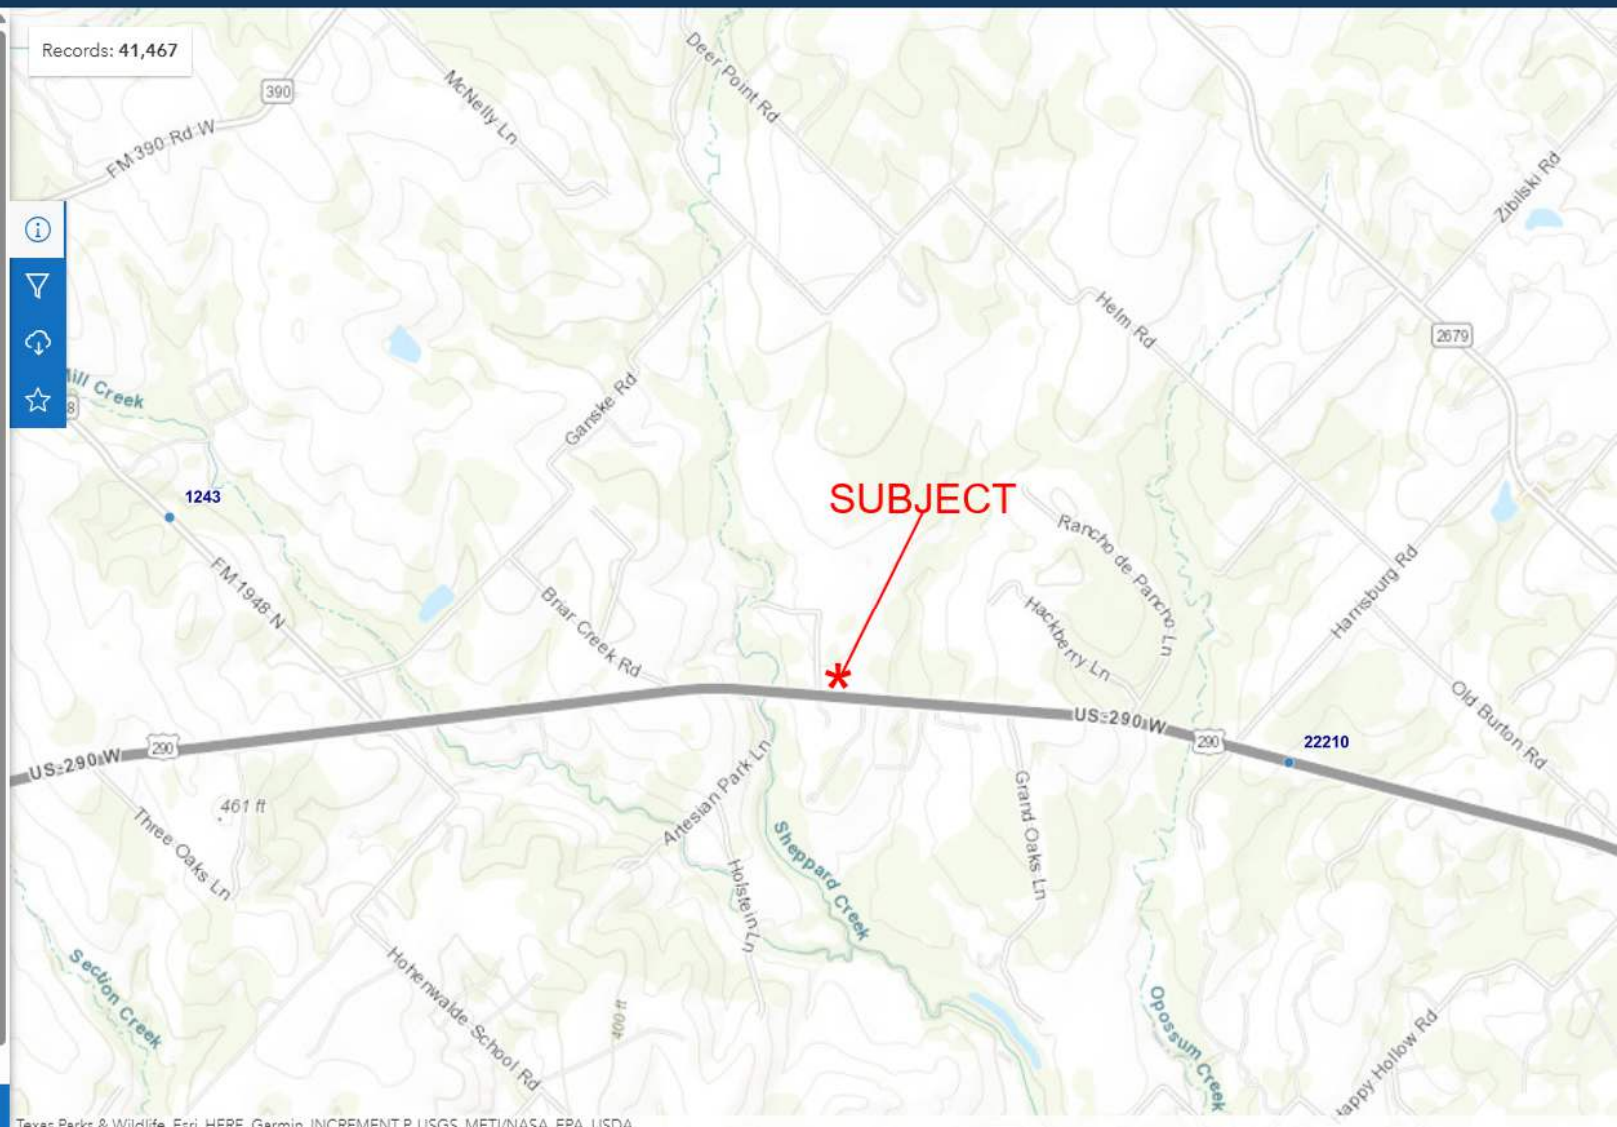 Records: 41,467
390
McNelly Ln
Deer Point Rd
FM 390 Rd W
Zibilski Rd
Helm Rd
2679
Mill Creek
8
Ganske Rd
1243
SUBJECT
Rancho de Pancho Ln
FM 1948 N
Briar Creek Rd
Hackberry Ln
Harrisburg Rd
*
Old Burton Rd
US-290 W
290
US-290 W
290
22210
461 ft
Three Oaks Ln
Artesian Park Ln
Grand Oaks Ln
Sheppard Creek
Holstein Ln
Section Creek
Hohenwalde School Rd
400 ft
Opossum Creek
Happy Hollow Rd
Texas Parks & Wildlife, Esri, HERE, Garmin, INCREMENT P, USGS, METI/NASA, EPA, USDA